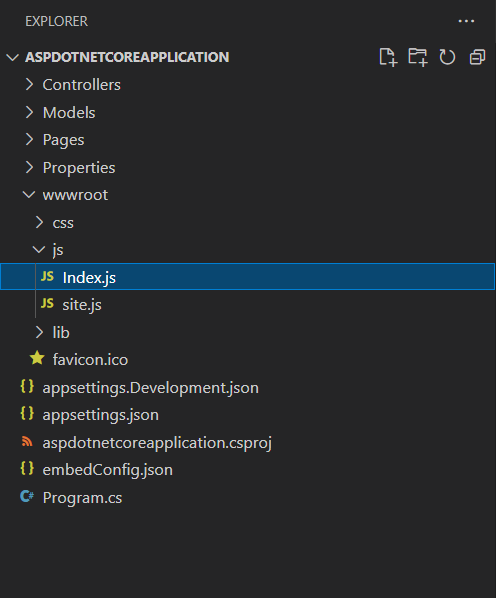 EXPLORER
ASPDOTNETCOREAPPLICATION
Controllers
Models
Pages
Properties
wwwroot
css
js
JS Index.js
JS site.js
lib
favicon.ico
{} appsettings.Development.json
{} appsettings.json
aspdotnetcoreapplication.csproj
{} embedConfig.json
C# Program.cs